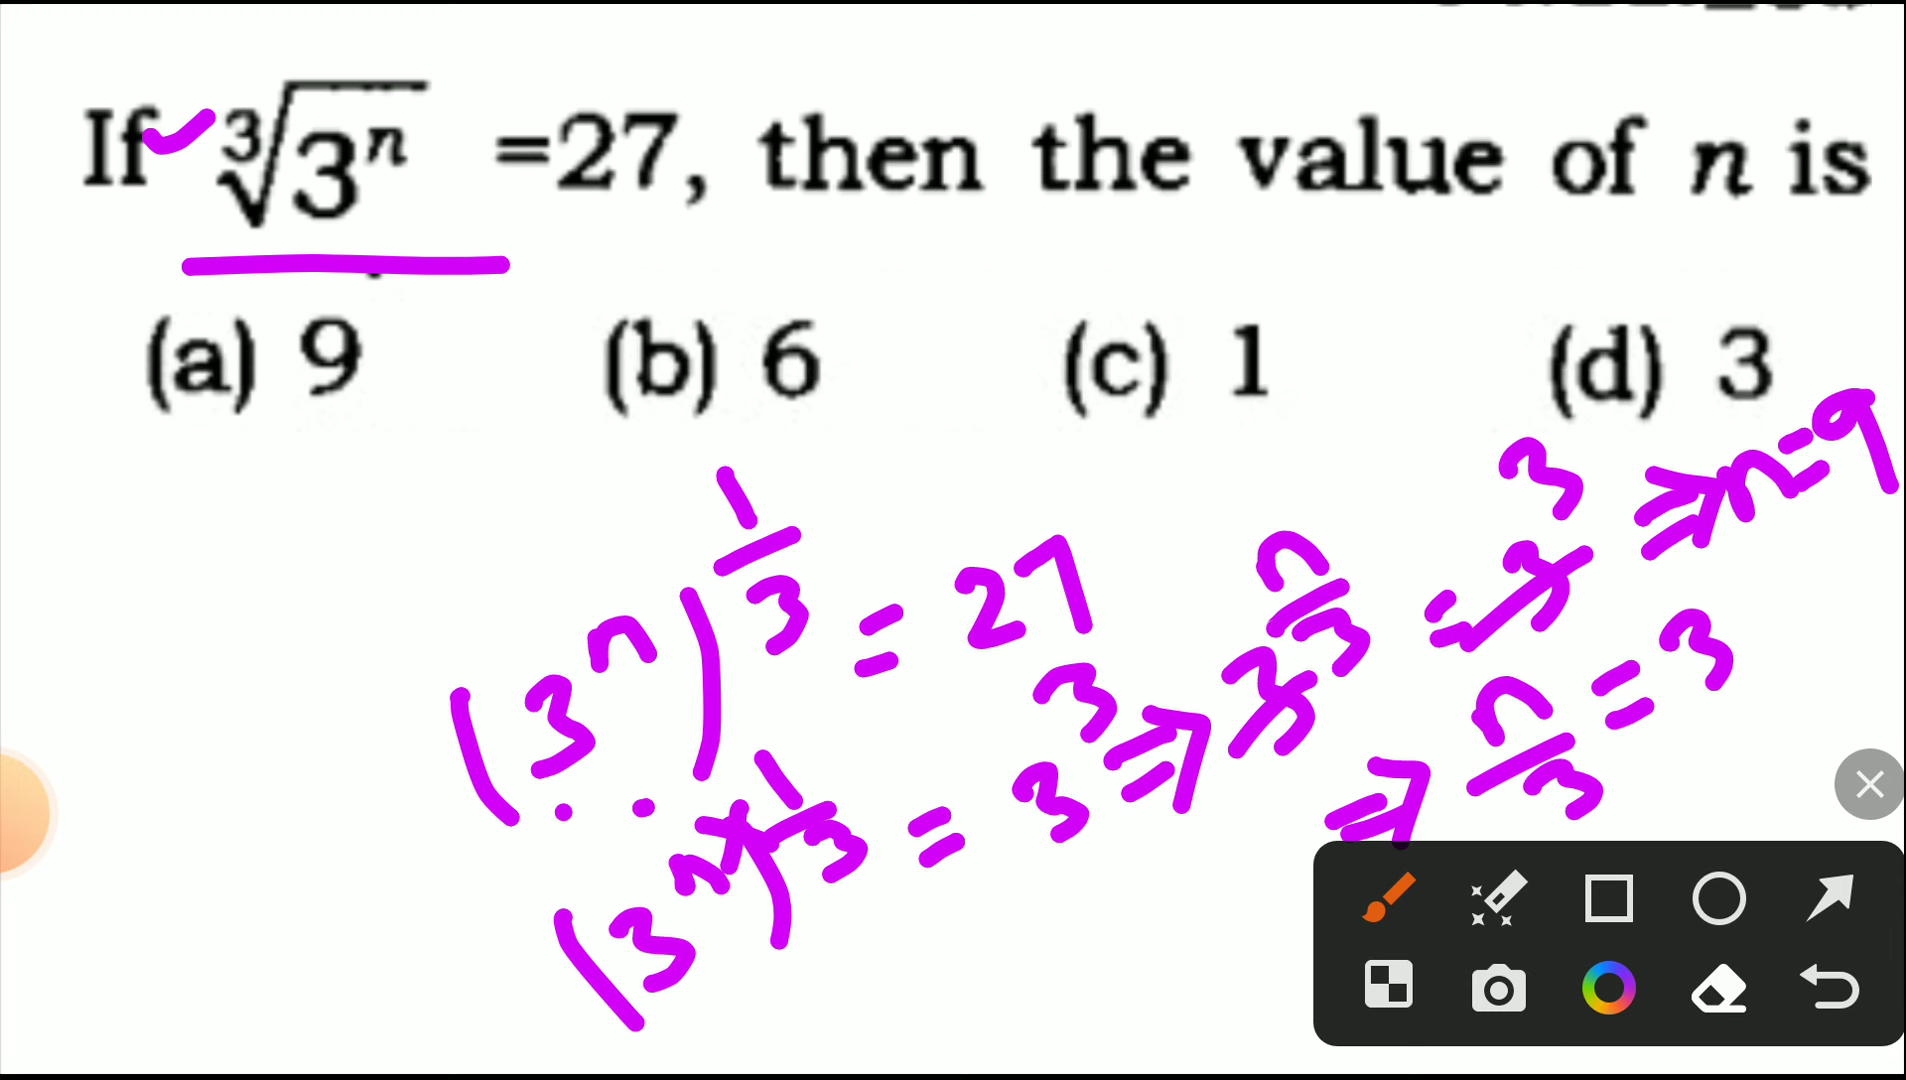 If ∛3ⁿ =27, then the value of n is
(a) 9 (b) 6 (c) 1 (d) 3
(3ⁿ)^1/3 = 27
(3ⁿˣ)^1/3 = 3³ ⇒ 3^n/3 = 3³
⇒ n/3 = 3
⇒ n=9